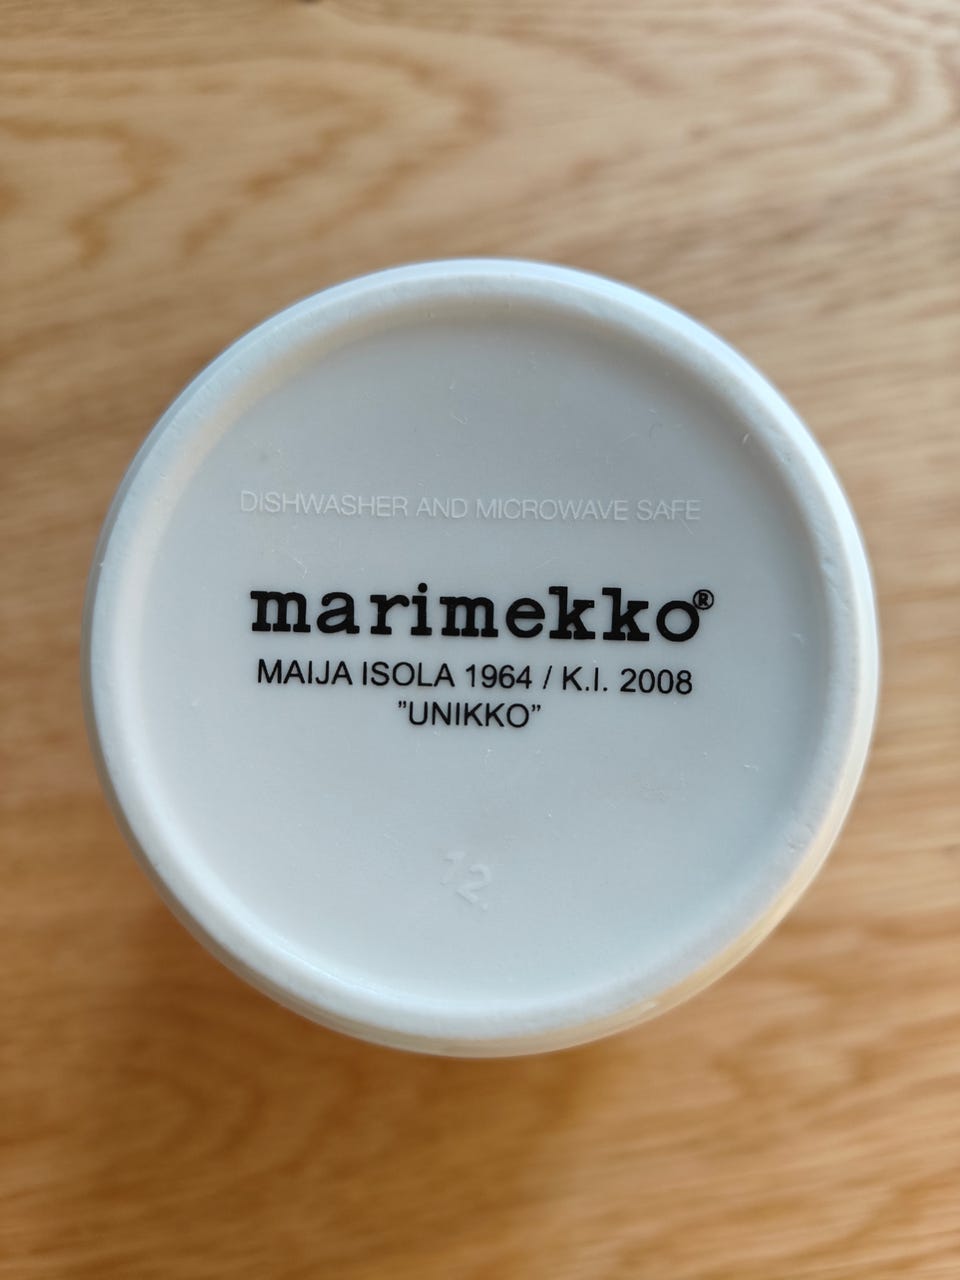 DISHWASHER AND MICROWAVE SAFE
marimekko®
MAIJA ISOLA 1964 / K.I. 2008
”UNIKKO”
12.